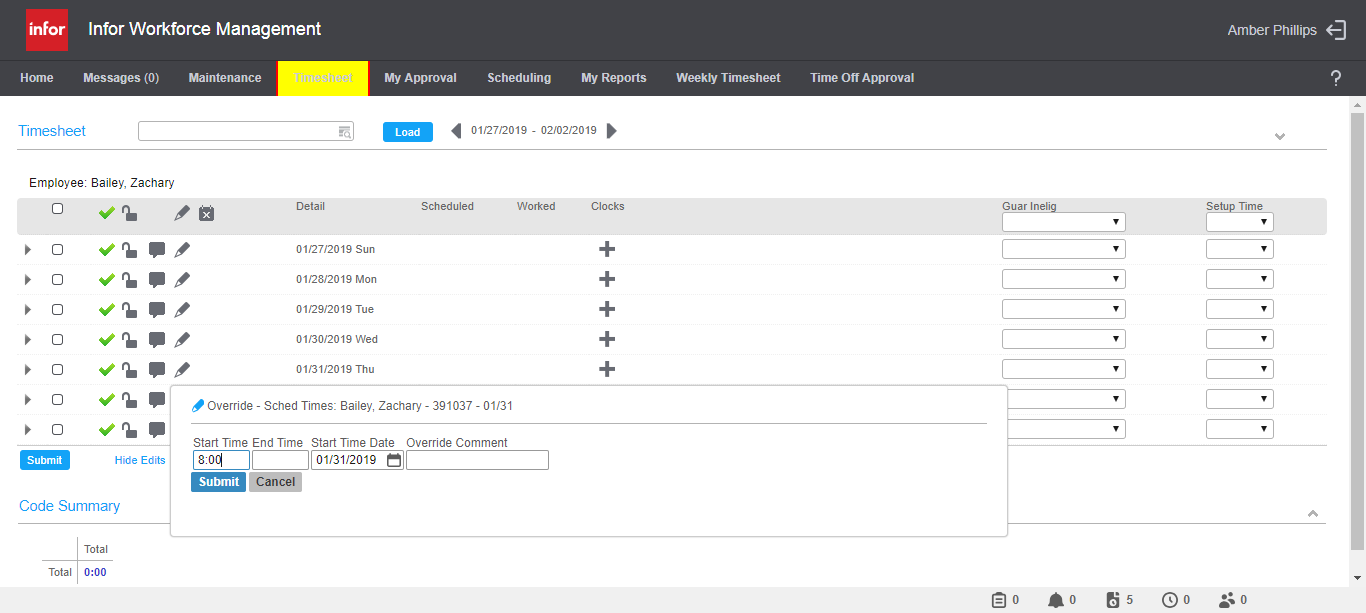 infor Infor Workforce Management Amber Phillips
Home Messages (0) Maintenance Timesheet My Approval Scheduling My Reports Weekly Timesheet Time Off Approval ?
Timesheet Load 01/27/2019 - 02/02/2019
Employee: Bailey, Zachary
Detail Scheduled Worked Clocks Guar Inelig Setup Time
01/27/2019 Sun
01/28/2019 Mon
01/29/2019 Tue
01/30/2019 Wed
01/31/2019 Thu
Override - Sched Times: Bailey, Zachary - 391037 - 01/31
Start Time End Time Start Time Date Override Comment
8:00 01/31/2019
Submit Cancel
Submit Hide Edits
Code Summary
Total
Total 0:00
0 0 5 0 0